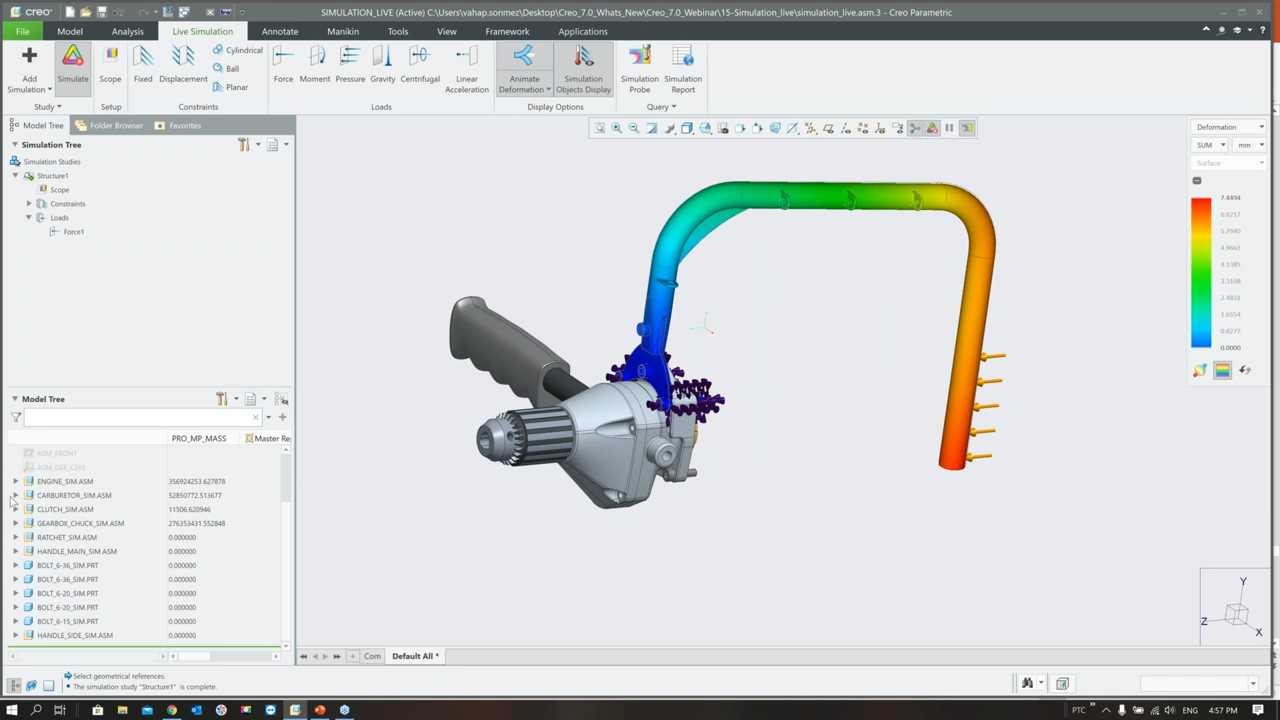 creo
SIMULATION_LIVE (Active) C:\Users\vahap.sonmez\Desktop\Creo_7.0_Whats_New\Creo_7.0_Webinar\15-Simulation_live\simulation_live.asm.3 - Creo Parametric
File Model Analysis Live Simulation Annotate Manikin Tools View Framework Applications
Add Simulation
Simulate
Scope
Fixed
Displacement
Cylindrical
Ball
Planar
Force
Moment
Pressure
Gravity
Centrifugal
Linear Acceleration
Animate Deformation
Simulation Objects Display
Simulation Probe
Simulation Report
Study Setup Constraints Loads Display Options Query
Model Tree Folder Browser Favorites
Simulation Tree
Simulation Studies
Structure1
Scope
Constraints
Loads
Force1
Deformation
SUM mm
Surface
7.4494
6.6217
5.7940
4.9663
4.1385
3.3108
2.4831
1.6554
0.8277
0.0000
Model Tree
PRO_MP_MASS Master Re
ASM_FRONT
ASM_DEF_CSYS
ENGINE_SIM.ASM 356924253.627878
CARBURETOR_SIM.ASM 52850772.513677
CLUTCH_SIM.ASM 11506.620946
GEARBOX_CHUCK_SIM.ASM 276353431.552848
RATCHET_SIM.ASM 0.000000
HANDLE_MAIN_SIM.ASM 0.000000
BOLT_6-36_SIM.PRT 0.000000
BOLT_6-36_SIM.PRT 0.000000
BOLT_6-20_SIM.PRT 0.000000
BOLT_6-20_SIM.PRT 0.000000
BOLT_6-15_SIM.PRT 0.000000
HANDLE_SIDE_SIM.ASM 0.000000
Y
Z
X
Com Default All *
Select geometrical references.
• The simulation study "Structure1" is complete.
PTC » ENG 4:57 PM